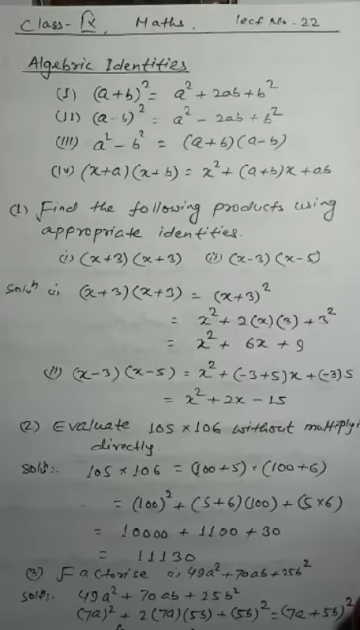 Class- IX, Maths. lect No. 22
Algebric Identities
(I) (a+b)² = a² + 2ab + b²
(II) (a-b)² = a² - 2ab + b²
(III) a² - b² = (a+b)(a-b)
(IV) (x+a)(x+b) = x² + (a+b)x + ab
(1) Find the following products using
appropriate identities.
(i) (x+3)(x+3) (ii) (x-3)(x-5)
Solun (i) (x+3)(x+3) = (x+3)²
= x² + 2(x)(3) + 3²
= x² + 6x + 9
(ii) (x-3)(x-5) = x² + (-3+5)x + (-3)5
= x² + 2x - 15
(2) Evaluate 105 × 106 without multiplyi
directly.
Solun:. 105 × 106 = (100+5) · (100+6)
= (100)² + (5+6)(100) + (5×6)
= 10000 + 1100 + 30
= 11130
(3) Factorise (i) 49a² + 70ab + 25b²
Solun:. 49a² + 70ab + 25b²
(7a)² + 2(7a)(5b) + (5b)² = (7a + 5b)²